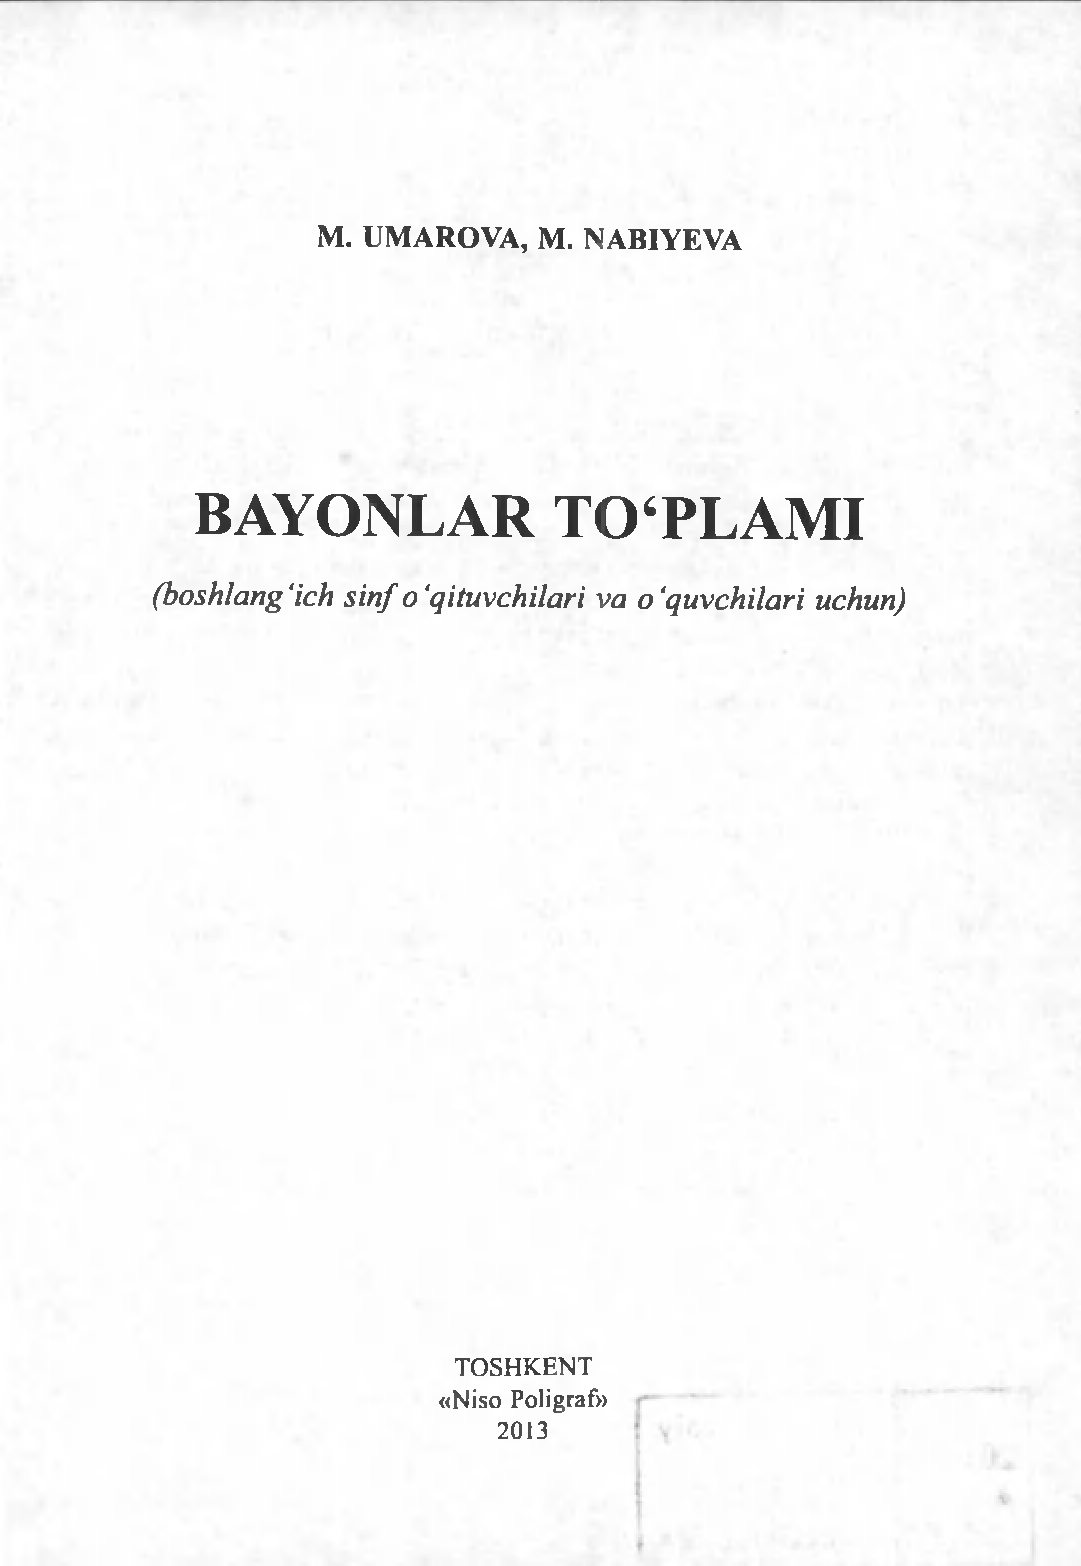 M. UMAROVA, M. NABIYEVA
BAYONLAR TO‘PLAMI
(boshlang‘ich sinf o‘qituvchilari va o‘quvchilari uchun)
TOSHKENT
«Niso Poligraf»
2013